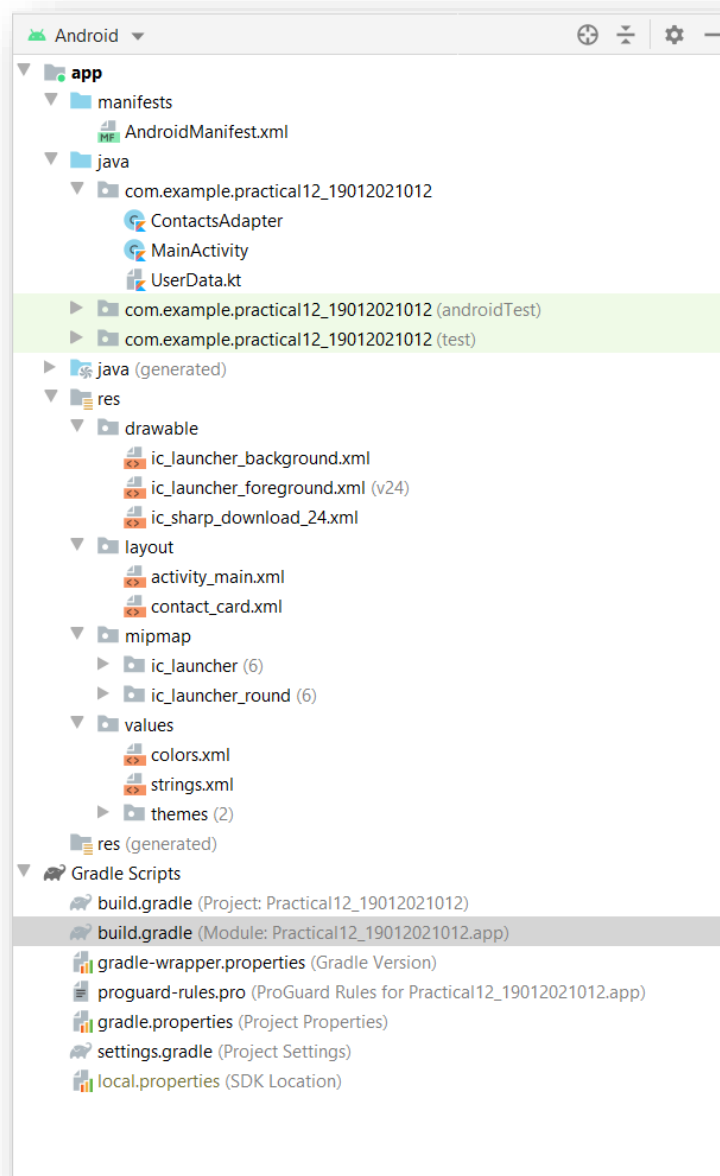 Android
app
manifests
MF AndroidManifest.xml
java
com.example.practical12_19012021012
ContactsAdapter
MainActivity
UserData.kt
com.example.practical12_19012021012 (androidTest)
com.example.practical12_19012021012 (test)
java (generated)
res
drawable
ic_launcher_background.xml
ic_launcher_foreground.xml (v24)
ic_sharp_download_24.xml
layout
activity_main.xml
contact_card.xml
mipmap
ic_launcher (6)
ic_launcher_round (6)
values
colors.xml
strings.xml
themes (2)
res (generated)
Gradle Scripts
build.gradle (Project: Practical12_19012021012)
build.gradle (Module: Practical12_19012021012.app)
gradle-wrapper.properties (Gradle Version)
proguard-rules.pro (ProGuard Rules for Practical12_19012021012.app)
gradle.properties (Project Properties)
settings.gradle (Project Settings)
local.properties (SDK Location)